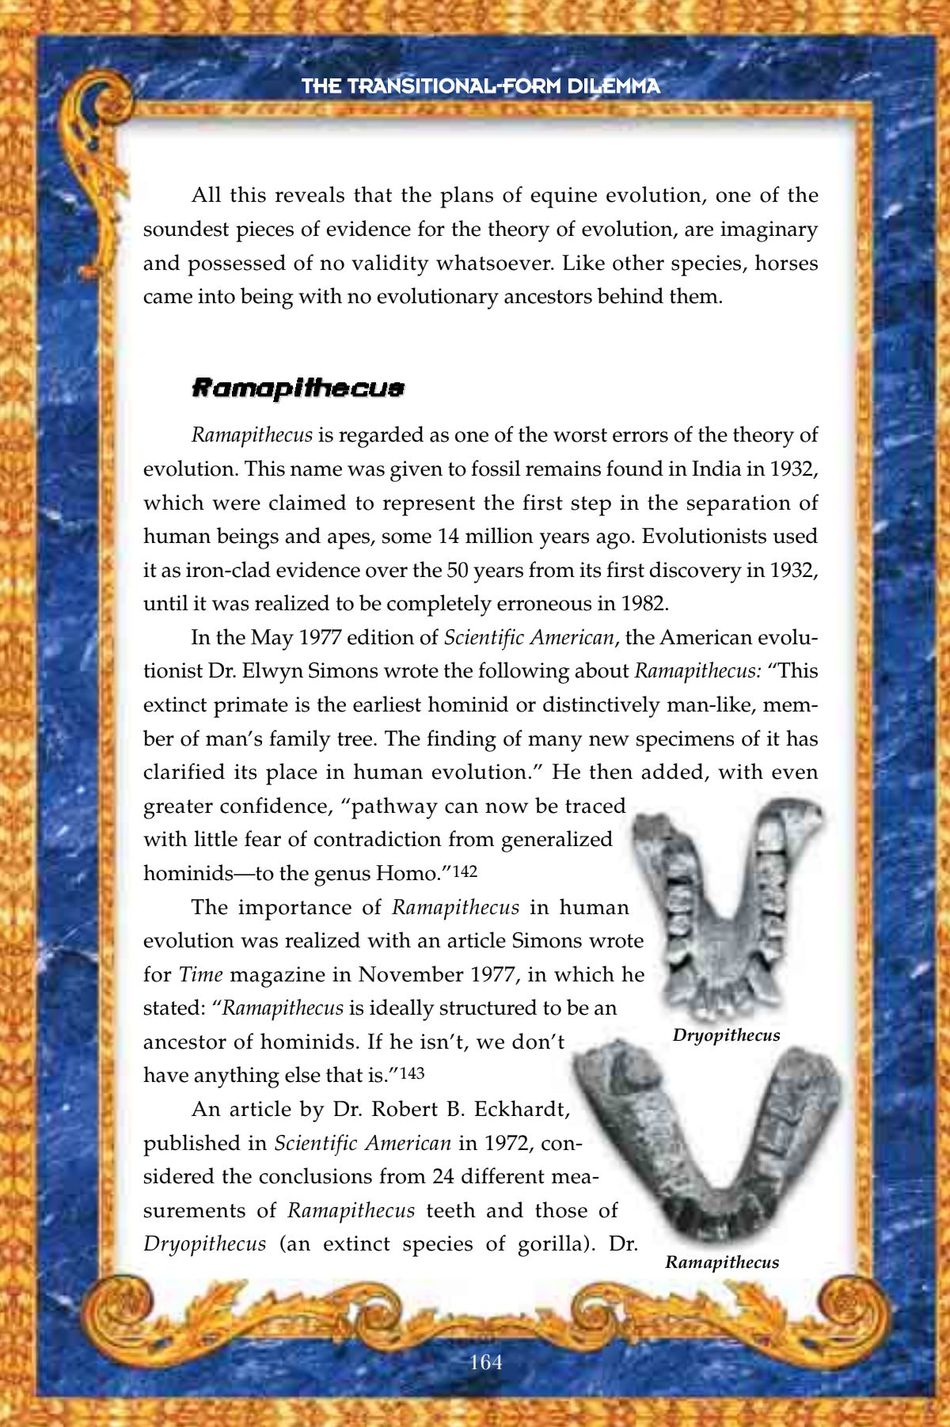 THE TRANSITIONAL-FORM DILEMMA
All this reveals that the plans of equine evolution, one of the
soundest pieces of evidence for the theory of evolution, are imaginary
and possessed of no validity whatsoever. Like other species, horses
came into being with no evolutionary ancestors behind them.
Ramapithecus
Ramapithecus is regarded as one of the worst errors of the theory of
evolution. This name was given to fossil remains found in India in 1932,
which were claimed to represent the first step in the separation of
human beings and apes, some 14 million years ago. Evolutionists used
it as iron-clad evidence over the 50 years from its first discovery in 1932,
until it was realized to be completely erroneous in 1982.
In the May 1977 edition of Scientific American, the American evolu-
tionist Dr. Elwyn Simons wrote the following about Ramapithecus: “This
extinct primate is the earliest hominid or distinctively man-like, mem-
ber of man’s family tree. The finding of many new specimens of it has
clarified its place in human evolution.” He then added, with even
greater confidence, “pathway can now be traced
with little fear of contradiction from generalized
hominids—to the genus Homo.”142
The importance of Ramapithecus in human
evolution was realized with an article Simons wrote
for Time magazine in November 1977, in which he
stated: “Ramapithecus is ideally structured to be an
ancestor of hominids. If he isn’t, we don’t
have anything else that is.”143
An article by Dr. Robert B. Eckhardt,
published in Scientific American in 1972, con-
sidered the conclusions from 24 different mea-
surements of Ramapithecus teeth and those of
Dryopithecus (an extinct species of gorilla). Dr.
Dryopithecus
Ramapithecus
164